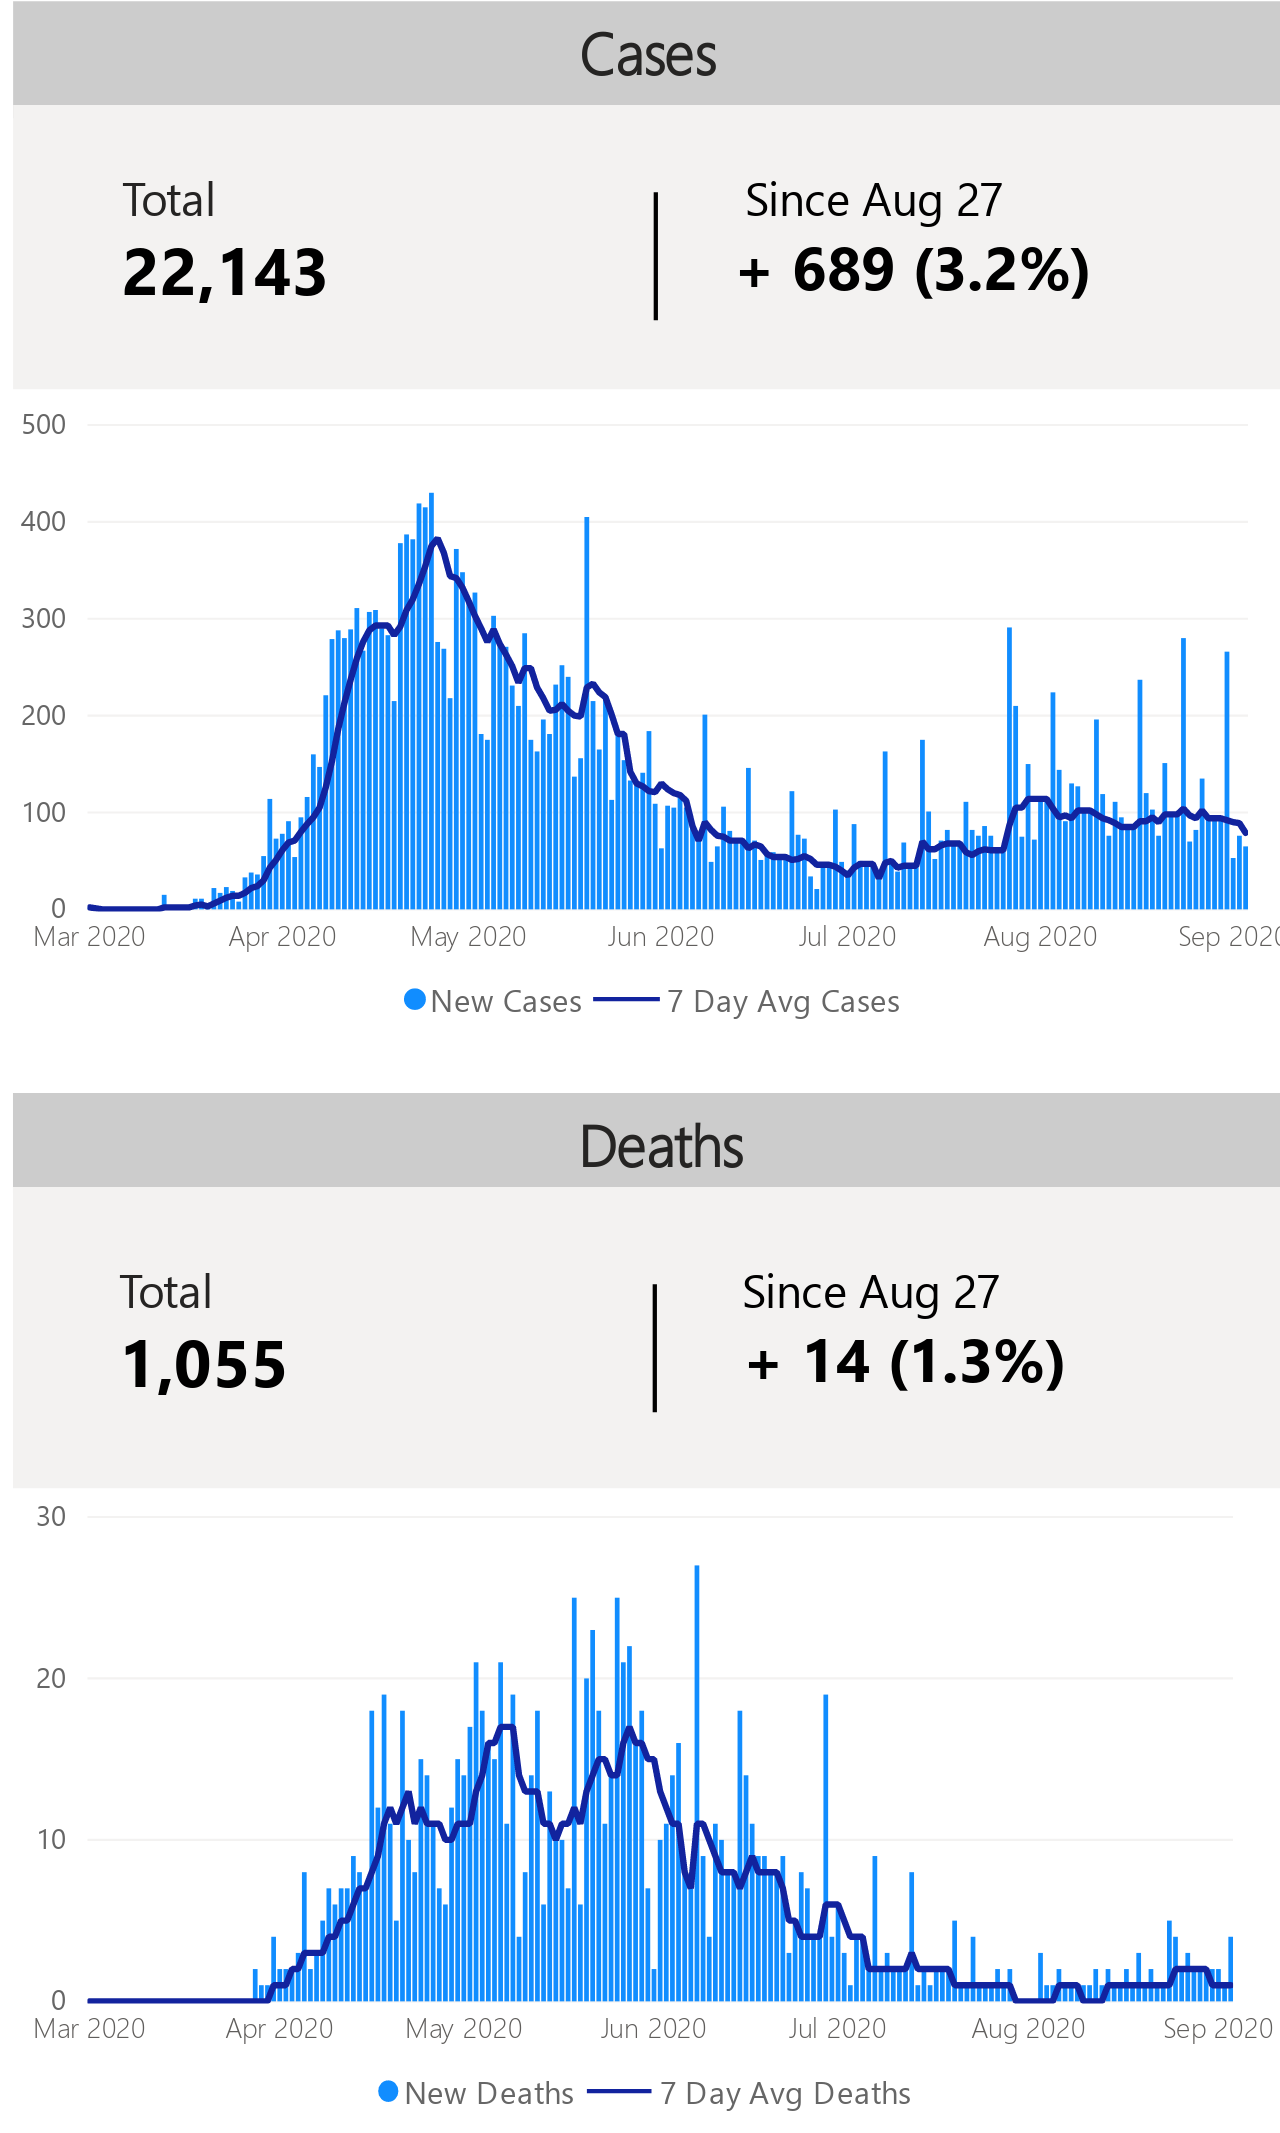 Cases
Total
Since Aug 27
22,143
+ 689 (3.2%)
500
400
300
200
100
0
Mar 2020 Apr 2020 May 2020 Jun 2020 Jul 2020 Aug 2020 Sep 2020
New Cases 7 Day Avg Cases
Deaths
Total
Since Aug 27
1,055
+ 14 (1.3%)
30
20
10
0
Mar 2020 Apr 2020 May 2020 Jun 2020 Jul 2020 Aug 2020 Sep 2020
New Deaths 7 Day Avg Deaths